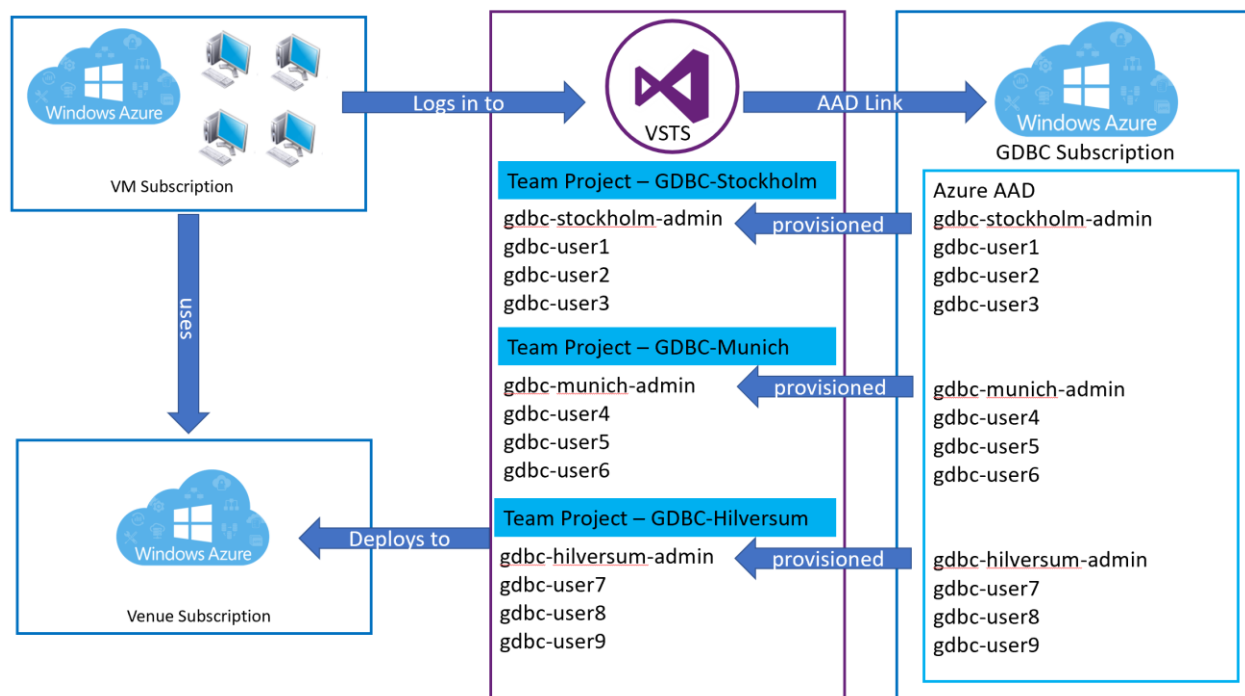 Windows Azure
VM Subscription
Logs in to
VSTS
AAD Link
Windows Azure
GDBC Subscription
uses
Team Project – GDBC-Stockholm
gdbc-stockholm-admin
gdbc-user1
gdbc-user2
gdbc-user3
provisioned
Team Project – GDBC-Munich
gdbc-munich-admin
gdbc-user4
gdbc-user5
gdbc-user6
provisioned
Team Project – GDBC-Hilversum
gdbc-hilversum-admin
gdbc-user7
gdbc-user8
gdbc-user9
provisioned
Azure AAD
gdbc-stockholm-admin
gdbc-user1
gdbc-user2
gdbc-user3
gdbc-munich-admin
gdbc-user4
gdbc-user5
gdbc-user6
gdbc-hilversum-admin
gdbc-user7
gdbc-user8
gdbc-user9
Deploys to
Windows Azure
Venue Subscription